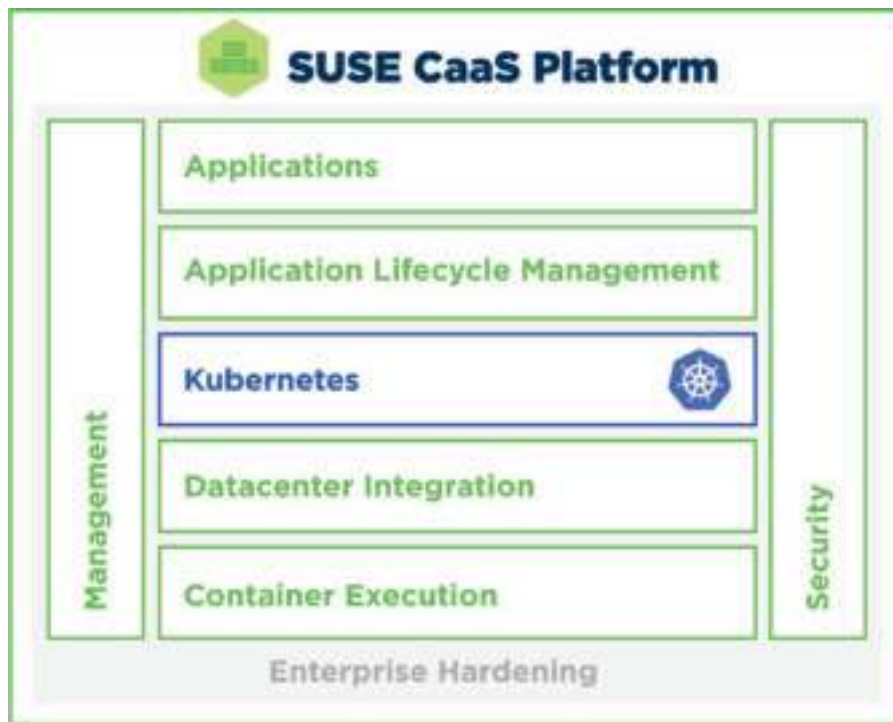 SUSE CaaS Platform
Applications
Application Lifecycle Management
Kubernetes
Datacenter Integration
Container Execution
Management
Security
Enterprise Hardening